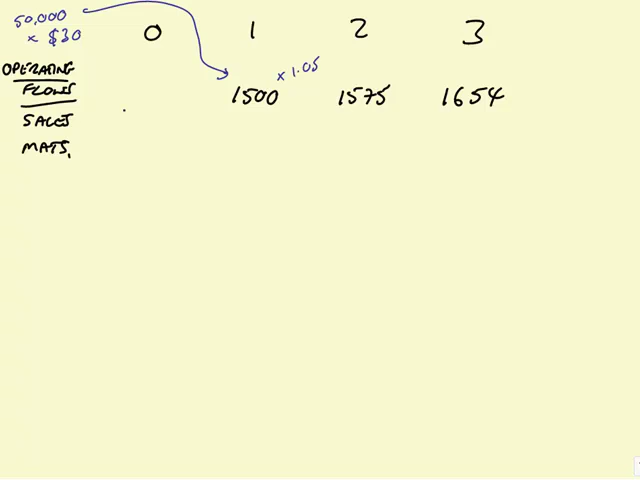 50,000
x $30
0 1 2 3
OPERATING
FLOWS
x 1.05
1500 1575 1654
SALES
MATS.